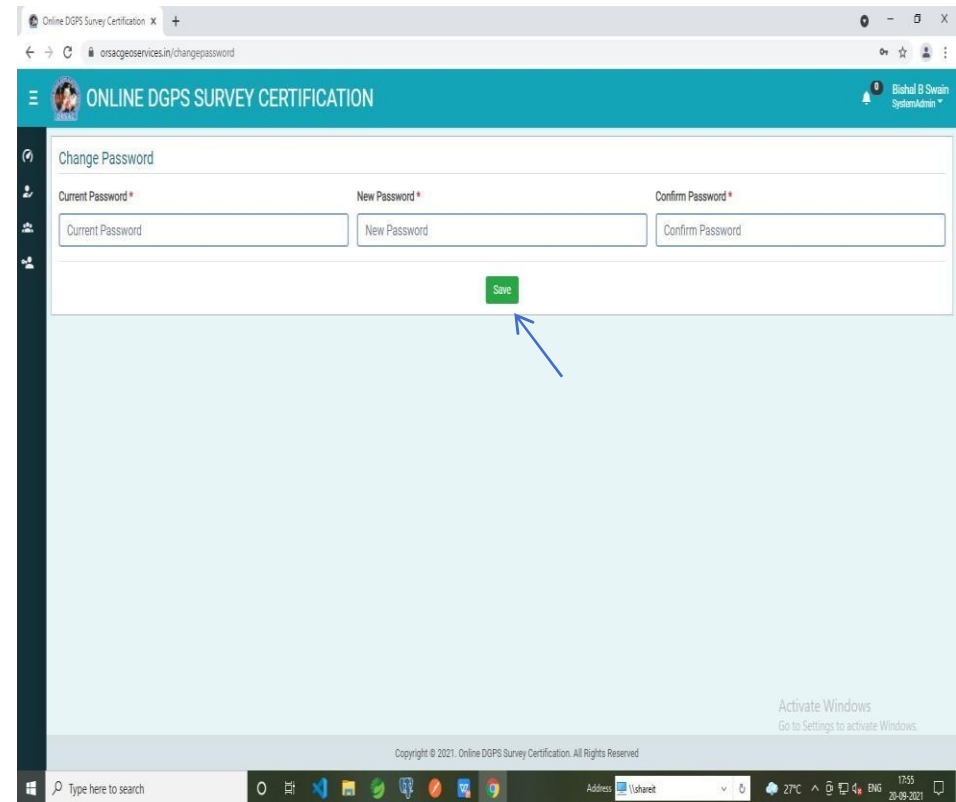 Online DGPS Survey Certification
orsacgeoservices.in/changepassword
ONLINE DGPS SURVEY CERTIFICATION
0
Bishal B Swain
SystemAdmin
Change Password
Current Password * New Password * Confirm Password *
Current Password New Password Confirm Password
Save
Activate Windows
Go to Settings to activate Windows.
Copyright © 2021. Online DGPS Survey Certification. All Rights Reserved
Type here to search Address \\shareit 27°C ENG 17:55
20-09-2021